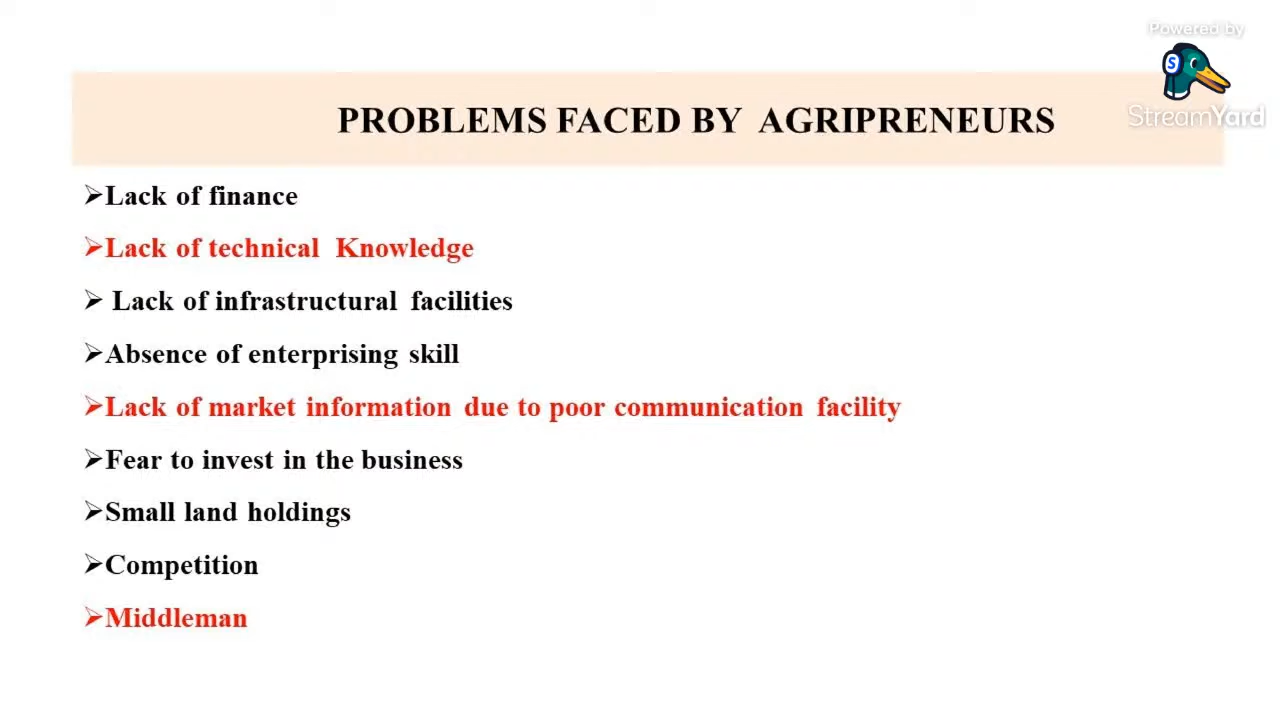 Powered by
S
StreamYard
PROBLEMS FACED BY AGRIPRENEURS
➢Lack of finance
➢Lack of technical Knowledge
➢ Lack of infrastructural facilities
➢Absence of enterprising skill
➢Lack of market information due to poor communication facility
➢Fear to invest in the business
➢Small land holdings
➢Competition
➢Middleman